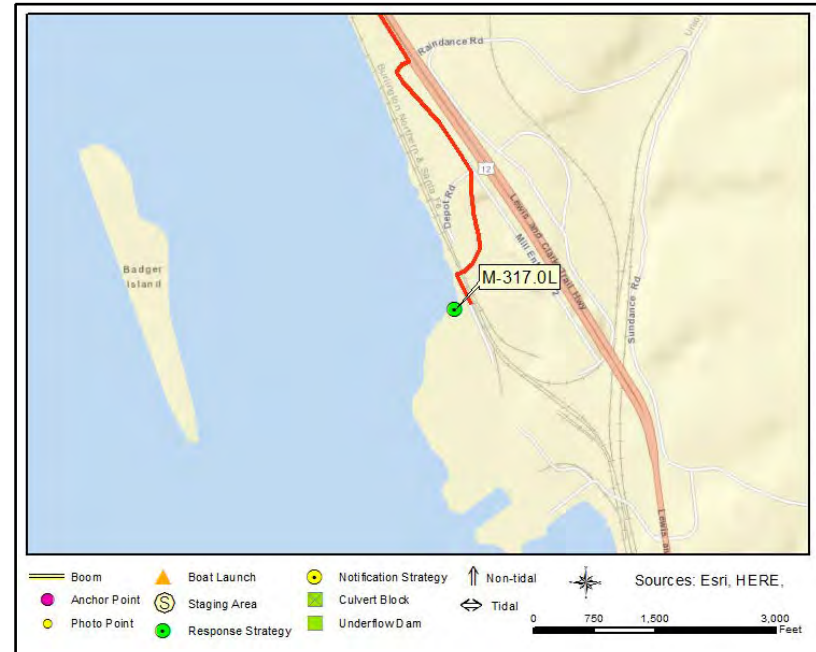 Raindance Rd
Union
Burlington Northern & Santa Fe
12
Depot Rd
Lewis and Clark Trail Hwy
Mill
Sundance Rd
Badger
Island
M-317.0L
Lewis
Boom
Boat Launch
Notification Strategy
Non-tidal
Sources: Esri, HERE,
Anchor Point
Staging Area
S
Culvert Block
Tidal
Photo Point
Response Strategy
Underflow Dam
0 750 1,500 3,000
Feet